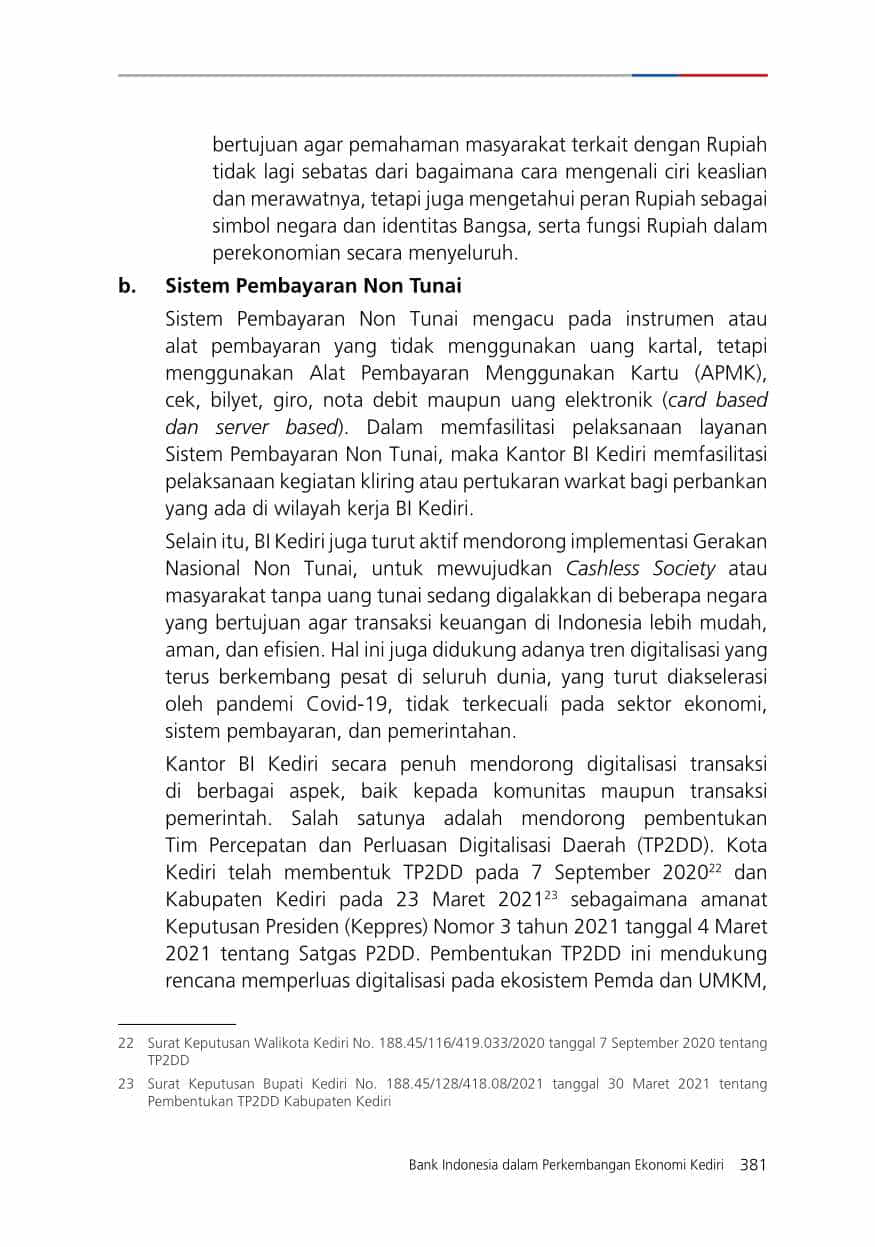 bertujuan agar pemahaman masyarakat terkait dengan Rupiah
tidak lagi sebatas dari bagaimana cara mengenali ciri keaslian
dan merawatnya, tetapi juga mengetahui peran Rupiah sebagai
simbol negara dan identitas Bangsa, serta fungsi Rupiah dalam
perekonomian secara menyeluruh.
b. Sistem Pembayaran Non Tunai
Sistem Pembayaran Non Tunai mengacu pada instrumen atau
alat pembayaran yang tidak menggunakan uang kartal, tetapi
menggunakan Alat Pembayaran Menggunakan Kartu (APMK),
cek, bilyet, giro, nota debit maupun uang elektronik (card based
dan server based). Dalam memfasilitasi pelaksanaan layanan
Sistem Pembayaran Non Tunai, maka Kantor BI Kediri memfasilitasi
pelaksanaan kegiatan kliring atau pertukaran warkat bagi perbankan
yang ada di wilayah kerja BI Kediri.
Selain itu, BI Kediri juga turut aktif mendorong implementasi Gerakan
Nasional Non Tunai, untuk mewujudkan Cashless Society atau
masyarakat tanpa uang tunai sedang digalakkan di beberapa negara
yang bertujuan agar transaksi keuangan di Indonesia lebih mudah,
aman, dan efisien. Hal ini juga didukung adanya tren digitalisasi yang
terus berkembang pesat di seluruh dunia, yang turut diakselerasi
oleh pandemi Covid-19, tidak terkecuali pada sektor ekonomi,
sistem pembayaran, dan pemerintahan.
Kantor BI Kediri secara penuh mendorong digitalisasi transaksi
di berbagai aspek, baik kepada komunitas maupun transaksi
pemerintah. Salah satunya adalah mendorong pembentukan
Tim Percepatan dan Perluasan Digitalisasi Daerah (TP2DD). Kota
Kediri telah membentuk TP2DD pada 7 September 2020²² dan
Kabupaten Kediri pada 23 Maret 2021²³ sebagaimana amanat
Keputusan Presiden (Keppres) Nomor 3 tahun 2021 tanggal 4 Maret
2021 tentang Satgas P2DD. Pembentukan TP2DD ini mendukung
rencana memperluas digitalisasi pada ekosistem Pemda dan UMKM,
22 Surat Keputusan Walikota Kediri No. 188.45/116/419.033/2020 tanggal 7 September 2020 tentang
TP2DD
23 Surat Keputusan Bupati Kediri No. 188.45/128/418.08/2021 tanggal 30 Maret 2021 tentang
Pembentukan TP2DD Kabupaten Kediri
Bank Indonesia dalam Perkembangan Ekonomi Kediri 381